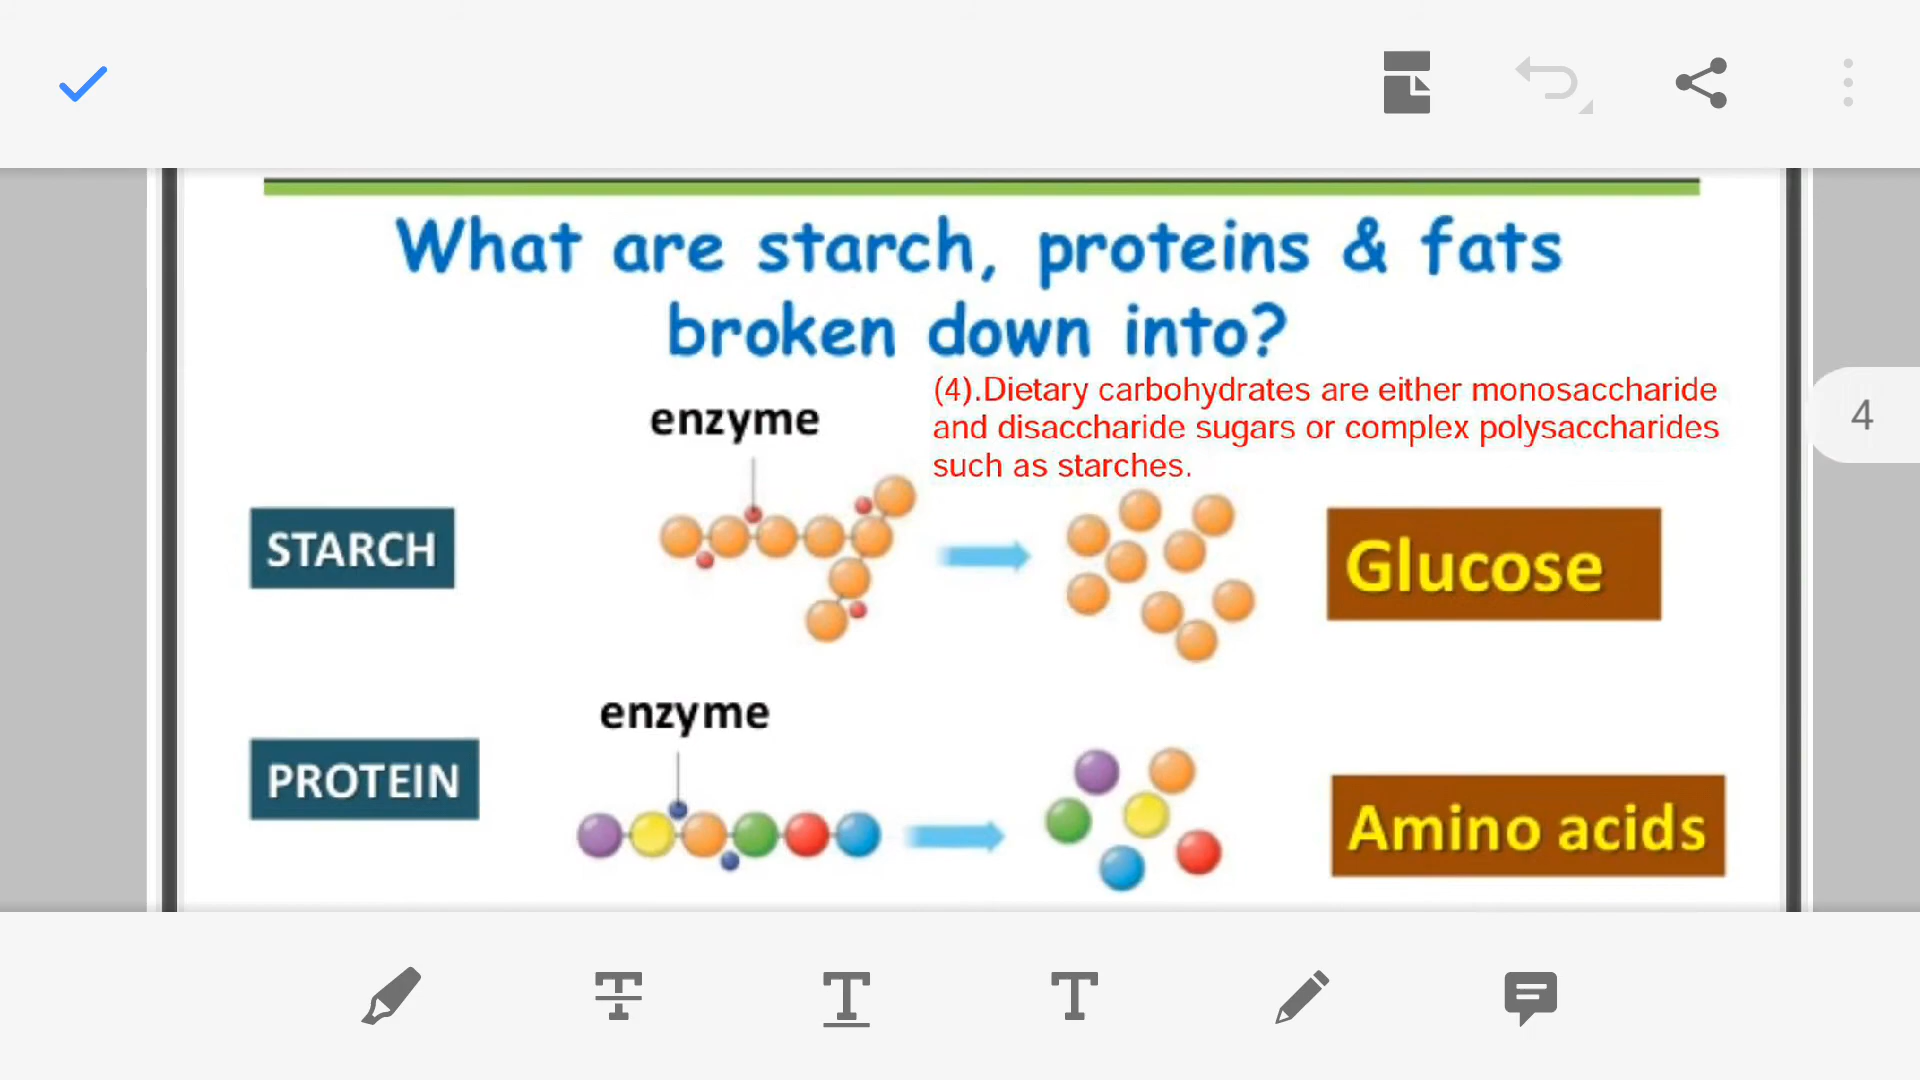 What are starch, proteins & fats
broken down into?
(4).Dietary carbohydrates are either monosaccharide
and disaccharide sugars or complex polysaccharides
such as starches.
enzyme
4
STARCH
Glucose
enzyme
PROTEIN
Amino acids